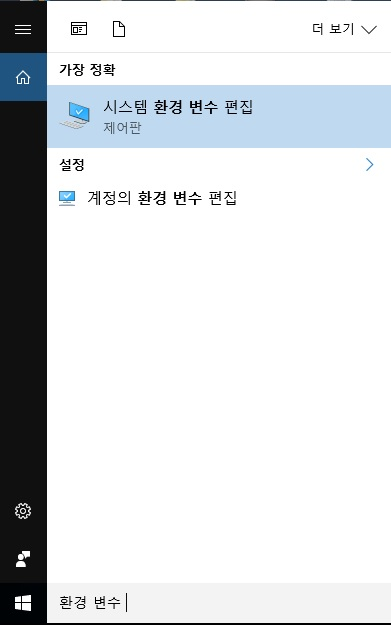 더 보기
가장 정확
시스템 환경 변수 편집
제어판
설정
계정의 환경 변수 편집
환경 변수